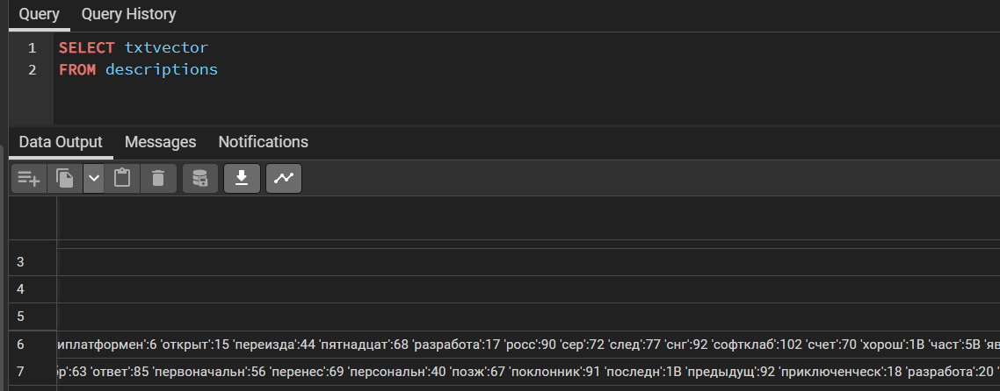 Query Query History
1 SELECT txtvector
2 FROM descriptions
Data Output Messages Notifications
3
4
5
6 иплатформен':6 'открыт':15 'переизда':44 'пятнадцат':68 'разработа':17 'росс':90 'сер':72 'след':77 'снг':92 'софтклаб':102 'счет':70 'хорош':1B 'част':5B 'яв
7 р':63 'ответ':85 'первоначальн':56 'перенес':69 'персональн':40 'позж':67 'поклонник':91 'последн':1B 'предыдущ':92 'приключенческ':18 'разработа':20